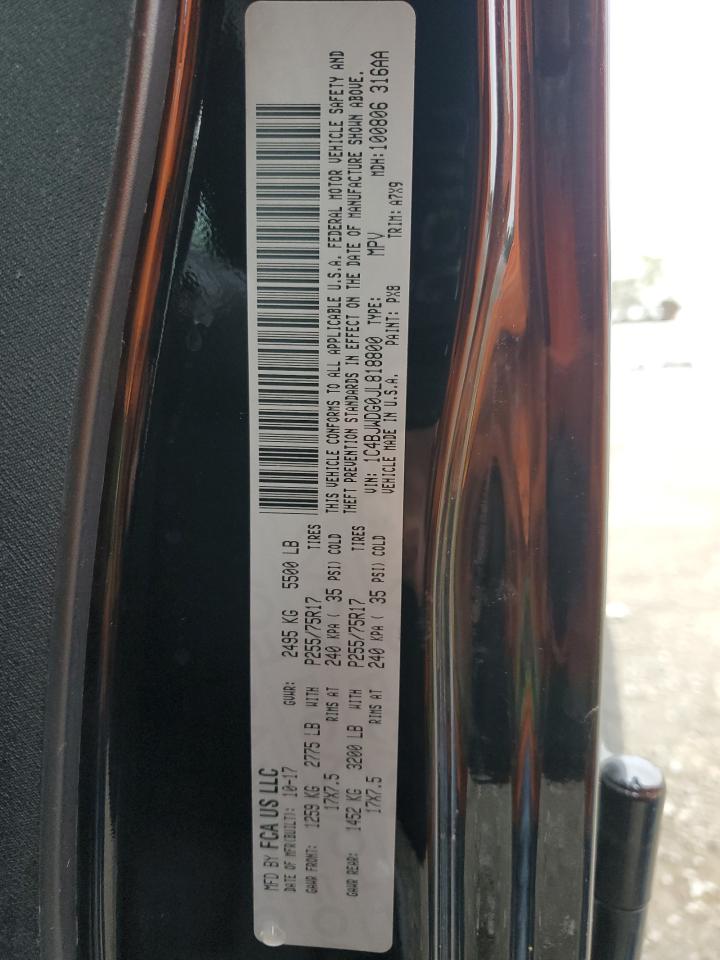 MFD BY FCA US LLC
DATE OF MFR(BUILT): 10-17 GVWR: 2495 KG 5500 LB
GAWR FRONT: 1259 KG 2775 LB WITH P255/75R17 TIRES
17X7.5 RIMS AT 240 KPA ( 35 PSI) COLD
GAWR REAR: 1452 KG 3200 LB WITH P255/75R17 TIRES
17X7.5 RIMS AT 240 KPA ( 35 PSI) COLD
THIS VEHICLE CONFORMS TO ALL APPLICABLE U.S.A. FEDERAL MOTOR VEHICLE SAFETY AND
THEFT PREVENTION STANDARDS IN EFFECT ON THE DATE OF MANUFACTURE SHOWN ABOVE.
VIN: 1C4BJWDG0JL818800 TYPE: MPV MDH:100806 316AA
VEHICLE MADE IN U.S.A. PAINT: PX8 TRIM: A7X9